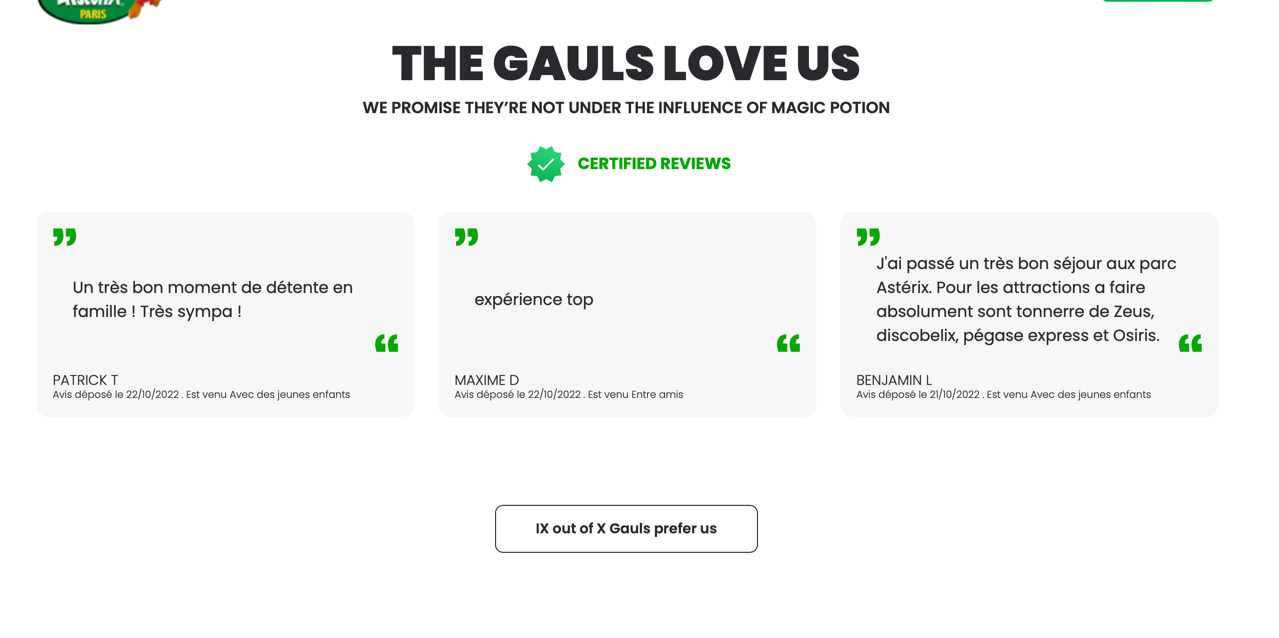 PARIS
THE GAULS LOVE US
WE PROMISE THEY’RE NOT UNDER THE INFLUENCE OF MAGIC POTION
CERTIFIED REVIEWS
”
Un très bon moment de détente en
famille ! Très sympa !
“
PATRICK T
Avis déposé le 22/10/2022 . Est venu Avec des jeunes enfants
”
expérience top
“
MAXIME D
Avis déposé le 22/10/2022 . Est venu Entre amis
”
J'ai passé un très bon séjour aux parc
Astérix. Pour les attractions a faire
absolument sont tonnerre de Zeus,
discobelix, pégase express et Osiris.
“
BENJAMIN L
Avis déposé le 21/10/2022 . Est venu Avec des jeunes enfants
IX out of X Gauls prefer us